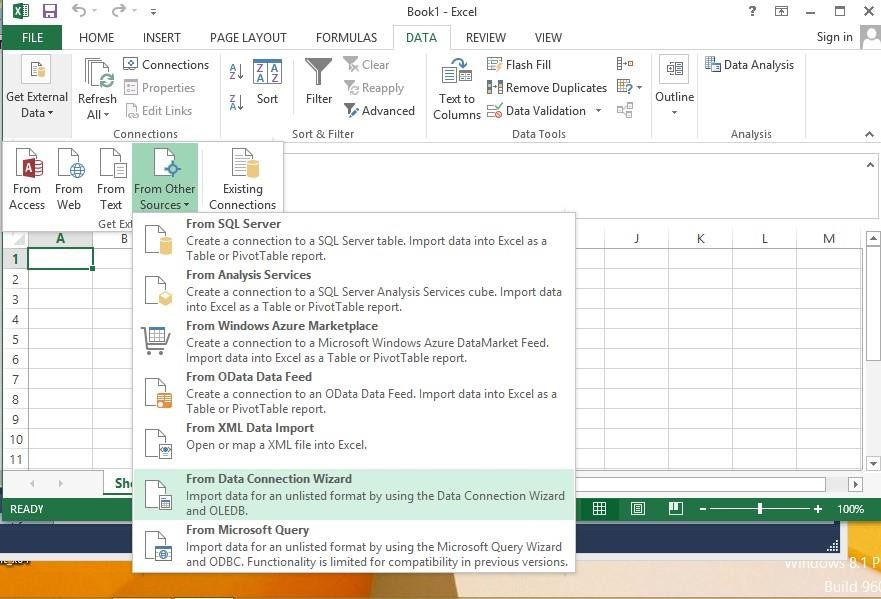 Book1 - Excel
?
FILE HOME INSERT PAGE LAYOUT FORMULAS DATA REVIEW VIEW Sign in
Get External Data
Refresh All
Connections
Properties
Edit Links
Connections
Sort
Filter
Clear
Reapply
Advanced
Sort & Filter
Text to Columns
Flash Fill
Remove Duplicates
Data Validation
Data Tools
Outline
Data Analysis
Analysis
From Access
From Web
From Text
From Other Sources
Existing Connections
Get Ext
A B J K L M
1
2
3
4
5
6
7
8
9
10
11
From SQL Server
Create a connection to a SQL Server table. Import data into Excel as a
Table or PivotTable report.
From Analysis Services
Create a connection to a SQL Server Analysis Services cube. Import data
into Excel as a Table or PivotTable report.
From Windows Azure Marketplace
Create a connection to a Microsoft Windows Azure DataMarket Feed.
Import data into Excel as a Table or PivotTable report.
From OData Data Feed
Create a connection to an OData Data Feed. Import data into Excel as a
Table or PivotTable report.
From XML Data Import
Open or map a XML file into Excel.
From Data Connection Wizard
Import data for an unlisted format by using the Data Connection Wizard
and OLEDB.
From Microsoft Query
Import data for an unlisted format by using the Microsoft Query Wizard
and ODBC. Functionality is limited for compatibility in previous versions.
She
READY
100%
Windows 8.1 P
Build 960